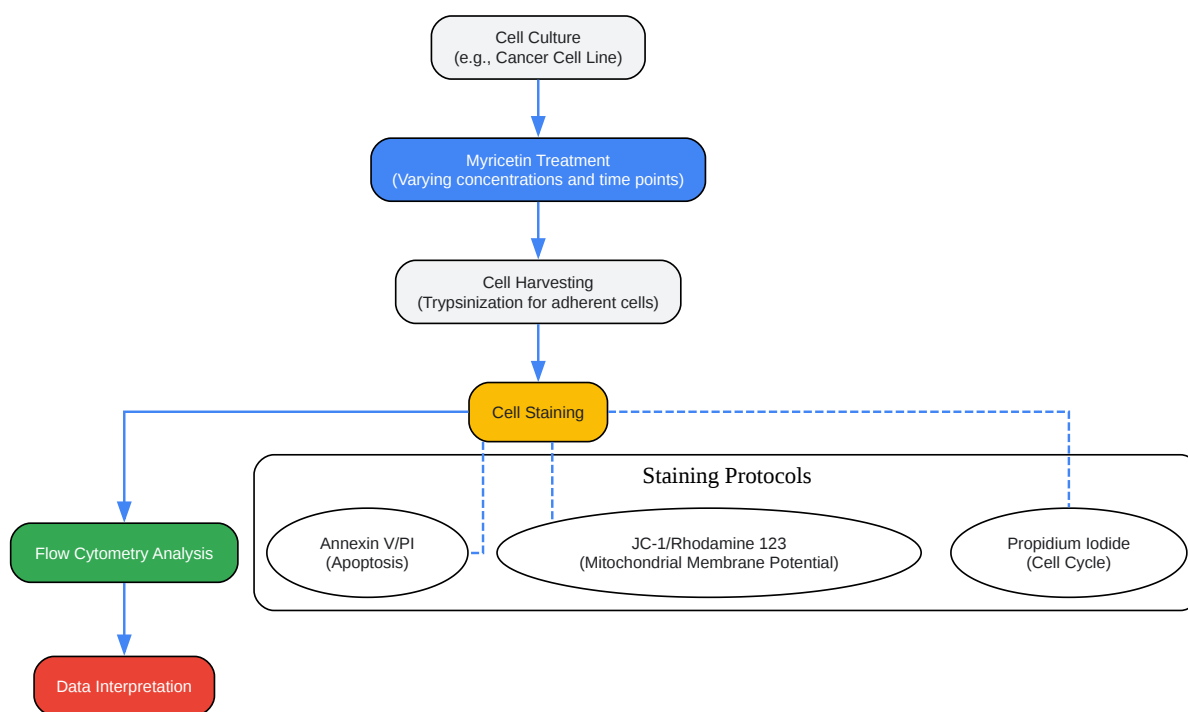 Cell Culture
(e.g., Cancer Cell Line)
Myricetin Treatment
(Varying concentrations and time points)
Cell Harvesting
(Trypsinization for adherent cells)
Cell Staining
Staining Protocols
Annexin V/PI
(Apoptosis)
JC-1/Rhodamine 123
(Mitochondrial Membrane Potential)
Propidium Iodide
(Cell Cycle)
Flow Cytometry Analysis
Data Interpretation